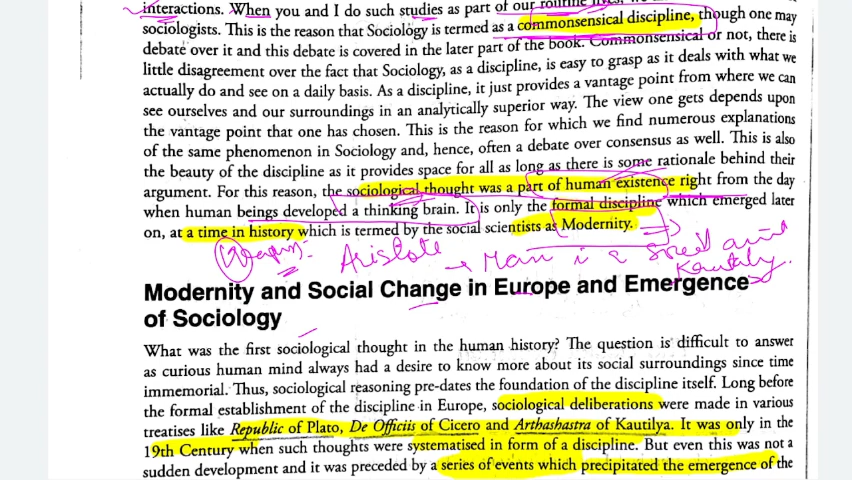 interactions. When you and I do such studies as part of our routine lives, we
sociologists. This is the reason that Sociology is termed as a commonsensical discipline, though one may
debate over it and this debate is covered in the later part of the book. Commonsensical or not, there is
little disagreement over the fact that Sociology, as a discipline, is easy to grasp as it deals with what we
actually do and see on a daily basis. As a discipline, it just provides a vantage point from where we can
see ourselves and our surroundings in an analytically superior way. The view one gets depends upon
the vantage point that one has chosen. This is the reason for which we find numerous explanations
of the same phenomenon in Sociology and, hence, often a debate over consensus as well. This is also
the beauty of the discipline as it provides space for all as long as there is some rationale behind their
argument. For this reason, the sociological thought was a part of human existence right from the day
when human beings developed a thinking brain. It is only the formal discipline which emerged later
on, at a time in history which is termed by the social scientists as Modernity.
Aristotle → Man is a
Kautily.
Modernity and Social Change in Europe and Emergence
of Sociology
What was the first sociological thought in the human history? The question is difficult to answer
as curious human mind always had a desire to know more about its social surroundings since time
immemorial. Thus, sociological reasoning pre-dates the foundation of the discipline itself. Long before
the formal establishment of the discipline in Europe, sociological deliberations were made in various
treatises like Republic of Plato, De Officiis of Cicero and Arthashastra of Kautilya. It was only in the
19th Century when such thoughts were systematised in form of a discipline. But even this was not a
sudden development and it was preceded by a series of events which precipitated the emergence of the